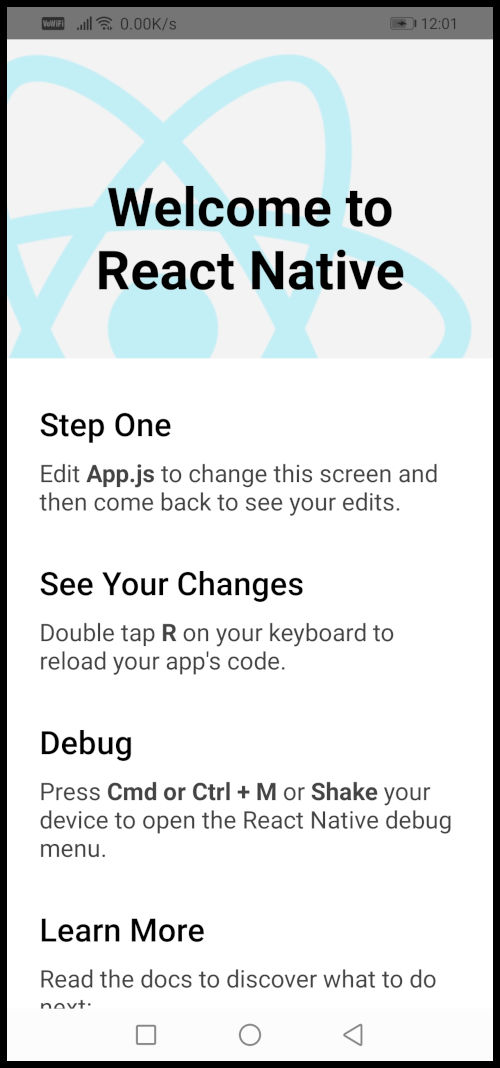 VoWiFi 0.00K/s 12:01
Welcome to
React Native
Step One
Edit App.js to change this screen and
then come back to see your edits.
See Your Changes
Double tap R on your keyboard to
reload your app's code.
Debug
Press Cmd or Ctrl + M or Shake your
device to open the React Native debug
menu.
Learn More
Read the docs to discover what to do
next: